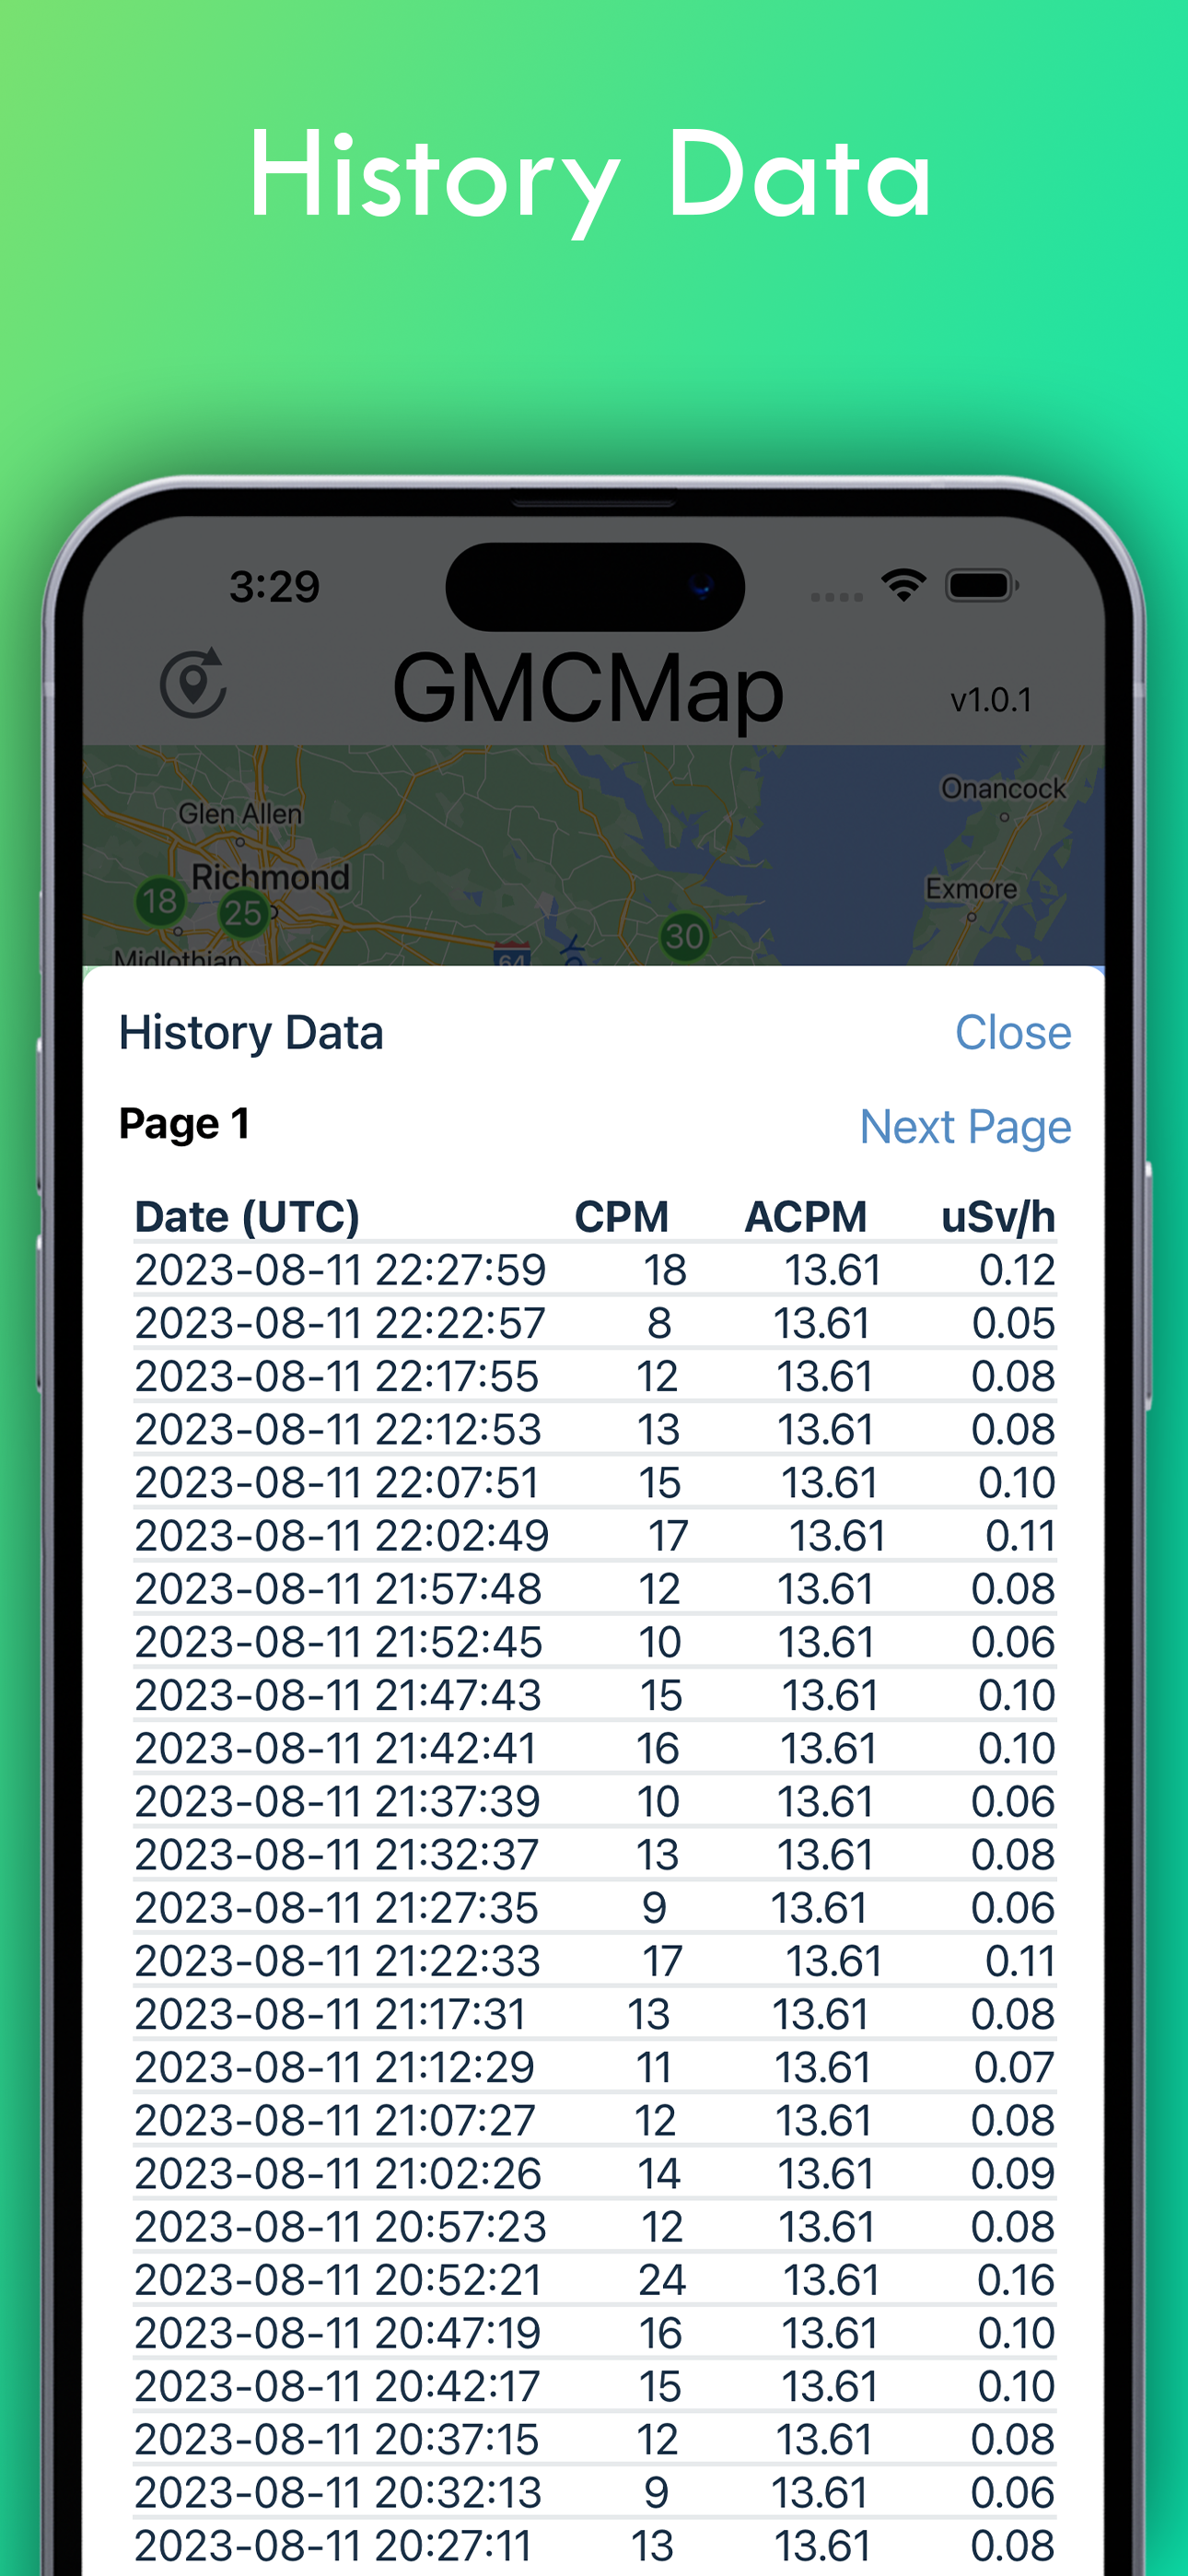 History Data
3:29
GMCMap
v1.0.1
Onancock
Glen Allen
Richmond
Exmore
18
25
30
Midlothian
64
History Data Close
Page 1 Next Page
Date (UTC) CPM ACPM uSv/h
2023-08-11 22:27:59 18 13.61 0.12
2023-08-11 22:22:57 8 13.61 0.05
2023-08-11 22:17:55 12 13.61 0.08
2023-08-11 22:12:53 13 13.61 0.08
2023-08-11 22:07:51 15 13.61 0.10
2023-08-11 22:02:49 17 13.61 0.11
2023-08-11 21:57:48 12 13.61 0.08
2023-08-11 21:52:45 10 13.61 0.06
2023-08-11 21:47:43 15 13.61 0.10
2023-08-11 21:42:41 16 13.61 0.10
2023-08-11 21:37:39 10 13.61 0.06
2023-08-11 21:32:37 13 13.61 0.08
2023-08-11 21:27:35 9 13.61 0.06
2023-08-11 21:22:33 17 13.61 0.11
2023-08-11 21:17:31 13 13.61 0.08
2023-08-11 21:12:29 11 13.61 0.07
2023-08-11 21:07:27 12 13.61 0.08
2023-08-11 21:02:26 14 13.61 0.09
2023-08-11 20:57:23 12 13.61 0.08
2023-08-11 20:52:21 24 13.61 0.16
2023-08-11 20:47:19 16 13.61 0.10
2023-08-11 20:42:17 15 13.61 0.10
2023-08-11 20:37:15 12 13.61 0.08
2023-08-11 20:32:13 9 13.61 0.06
2023-08-11 20:27:11 13 13.61 0.08